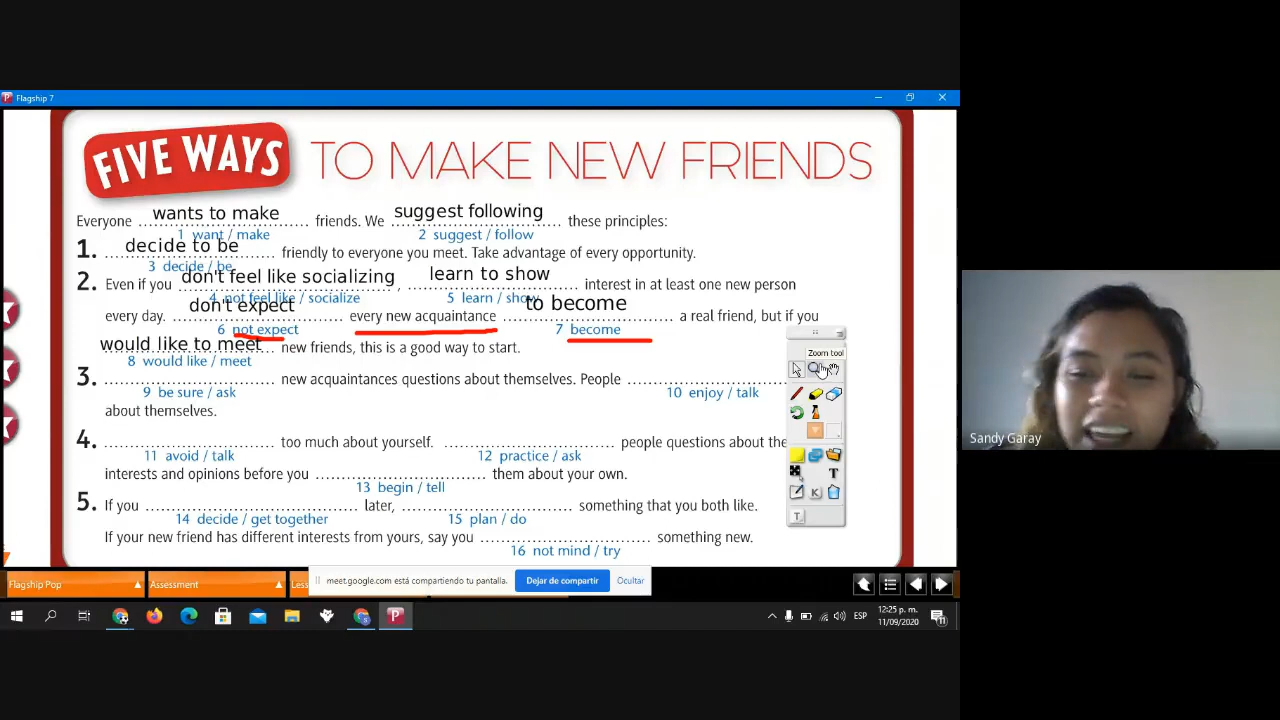 Flagship 7
FIVE WAYS TO MAKE NEW FRIENDS
Everyone wants to make friends. We suggest following these principles:
1 want / make 2 suggest / follow
1. decide to be friendly to everyone you meet. Take advantage of every opportunity.
3 decide / be
2. Even if you don't feel like socializing, learn to show interest in at least one new person
4 not feel like / socialize 5 learn / show
every day. don't expect every new acquaintance to become a real friend, but if you
6 not expect 7 become
would like to meet new friends, this is a good way to start.
8 would like / meet
3. new acquaintances questions about themselves. People
9 be sure / ask 10 enjoy / talk
about themselves.
4. too much about yourself. people questions about the
11 avoid / talk 12 practice / ask
interests and opinions before you them about your own.
13 begin / tell
5. If you later, something that you both like.
14 decide / get together 15 plan / do
If your new friend has different interests from yours, say you something new.
16 not mind / try
Zoom tool
T
K
T
Sandy Garay
Flagship Pop Assessment Les
meet.google.com está compartiendo tu pantalla. Dejar de compartir Ocultar
ESP 12:25 p. m.
11/09/2020